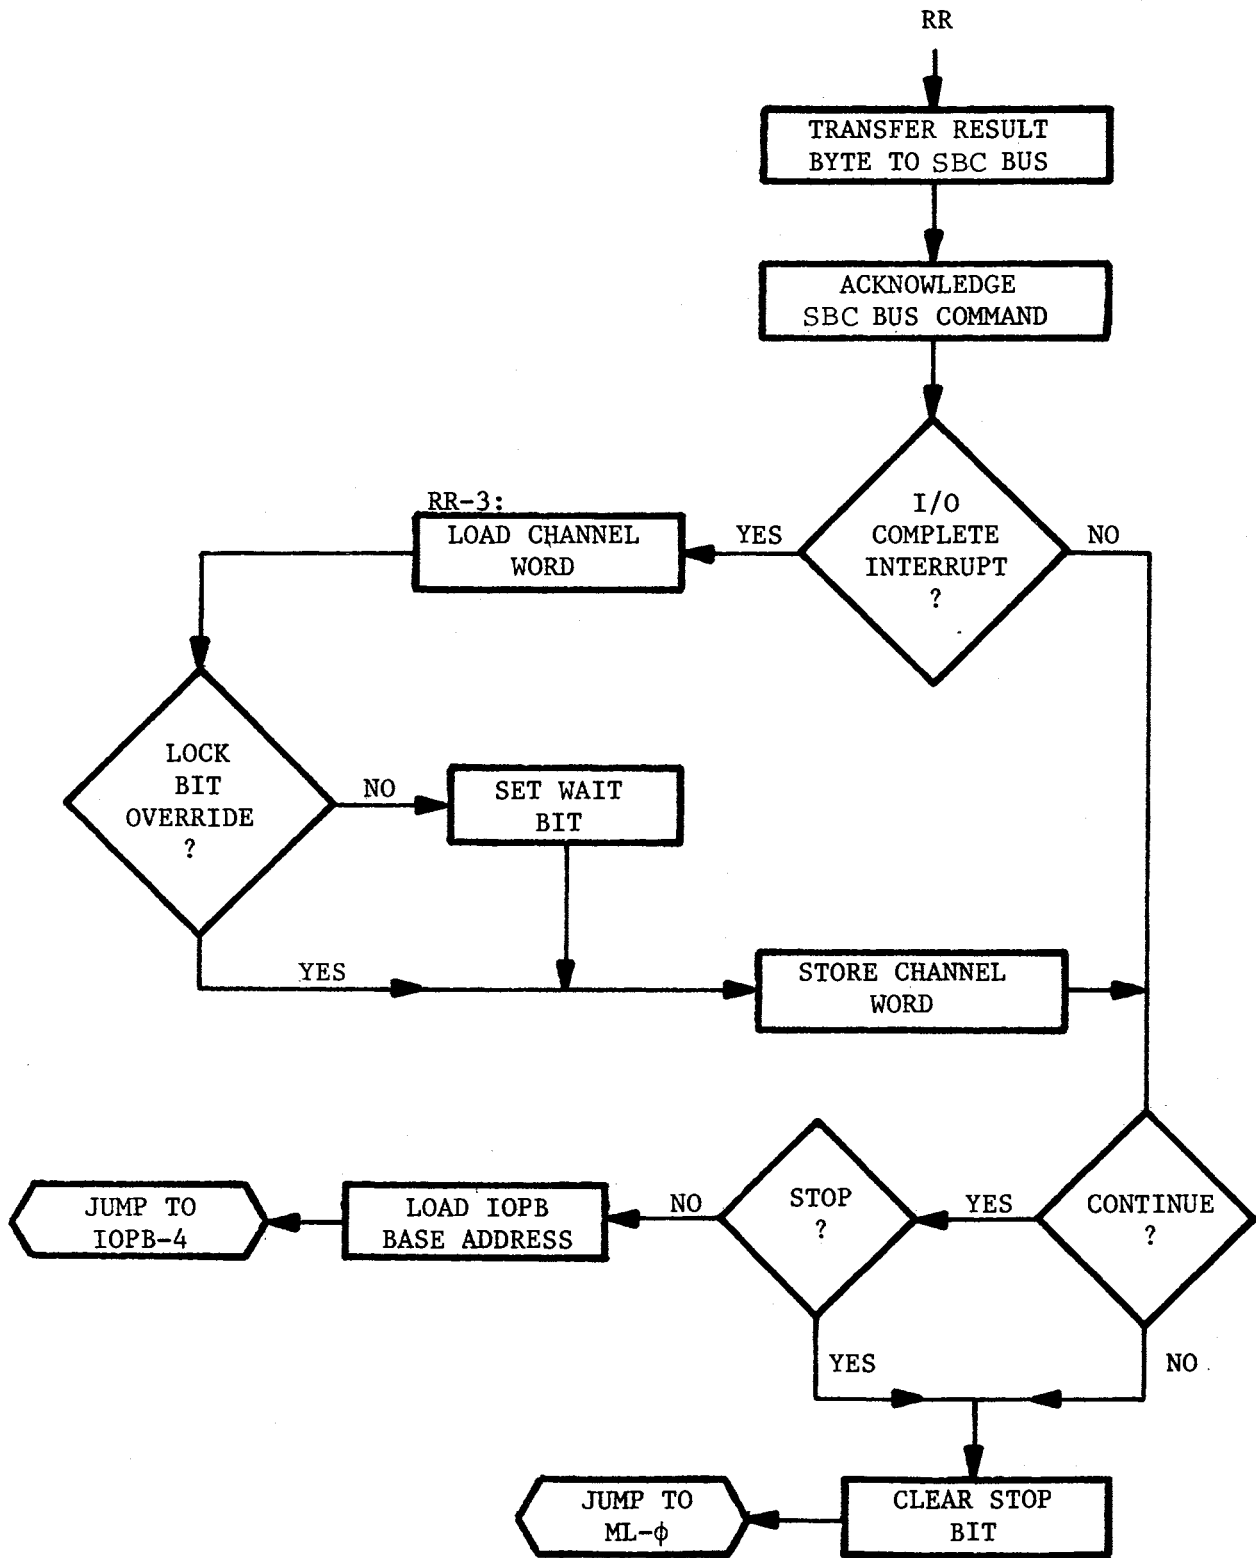 RR
TRANSFER RESULT
BYTE TO SBC BUS
ACKNOWLEDGE
SBC BUS COMMAND
I/O
COMPLETE
INTERRUPT
?
YES
NO
RR-3:
LOAD CHANNEL
WORD
LOCK
BIT
OVERRIDE
?
NO
SET WAIT
BIT
YES
STORE CHANNEL
WORD
CONTINUE
?
YES
STOP
?
NO
LOAD IOPB
BASE ADDRESS
JUMP TO
IOPB-4
YES
NO
CLEAR STOP
BIT
JUMP TO
ML-ϕ